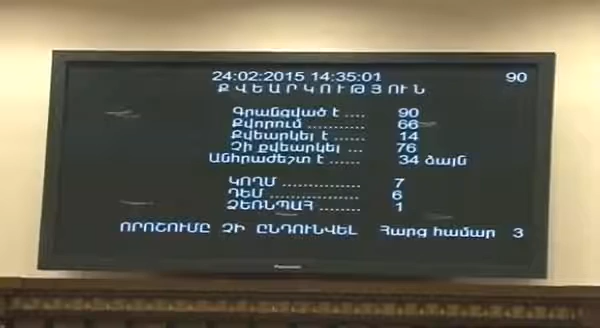 24:02:2015 14:35:01 90
ՔՎԵԱՐԿՈՒԹՅՈՒՆ
Գրանցված է .... 90
Քվորում ........... 66
Քվեարկել է ..... 14
Չի քվեարկել ... 76
Անհրաժեշտ է ...... 34 ձայն
ԿՈՂՄ ............... 7
ԴԵՄ ................. 6
ՁԵՌՆՊԱՀ ......... 1
ՈՐՈՇՈՒՄԸ ՉԻ ԸՆԴՈՒՆՎԵԼ Հարց համար 3
Panasonic